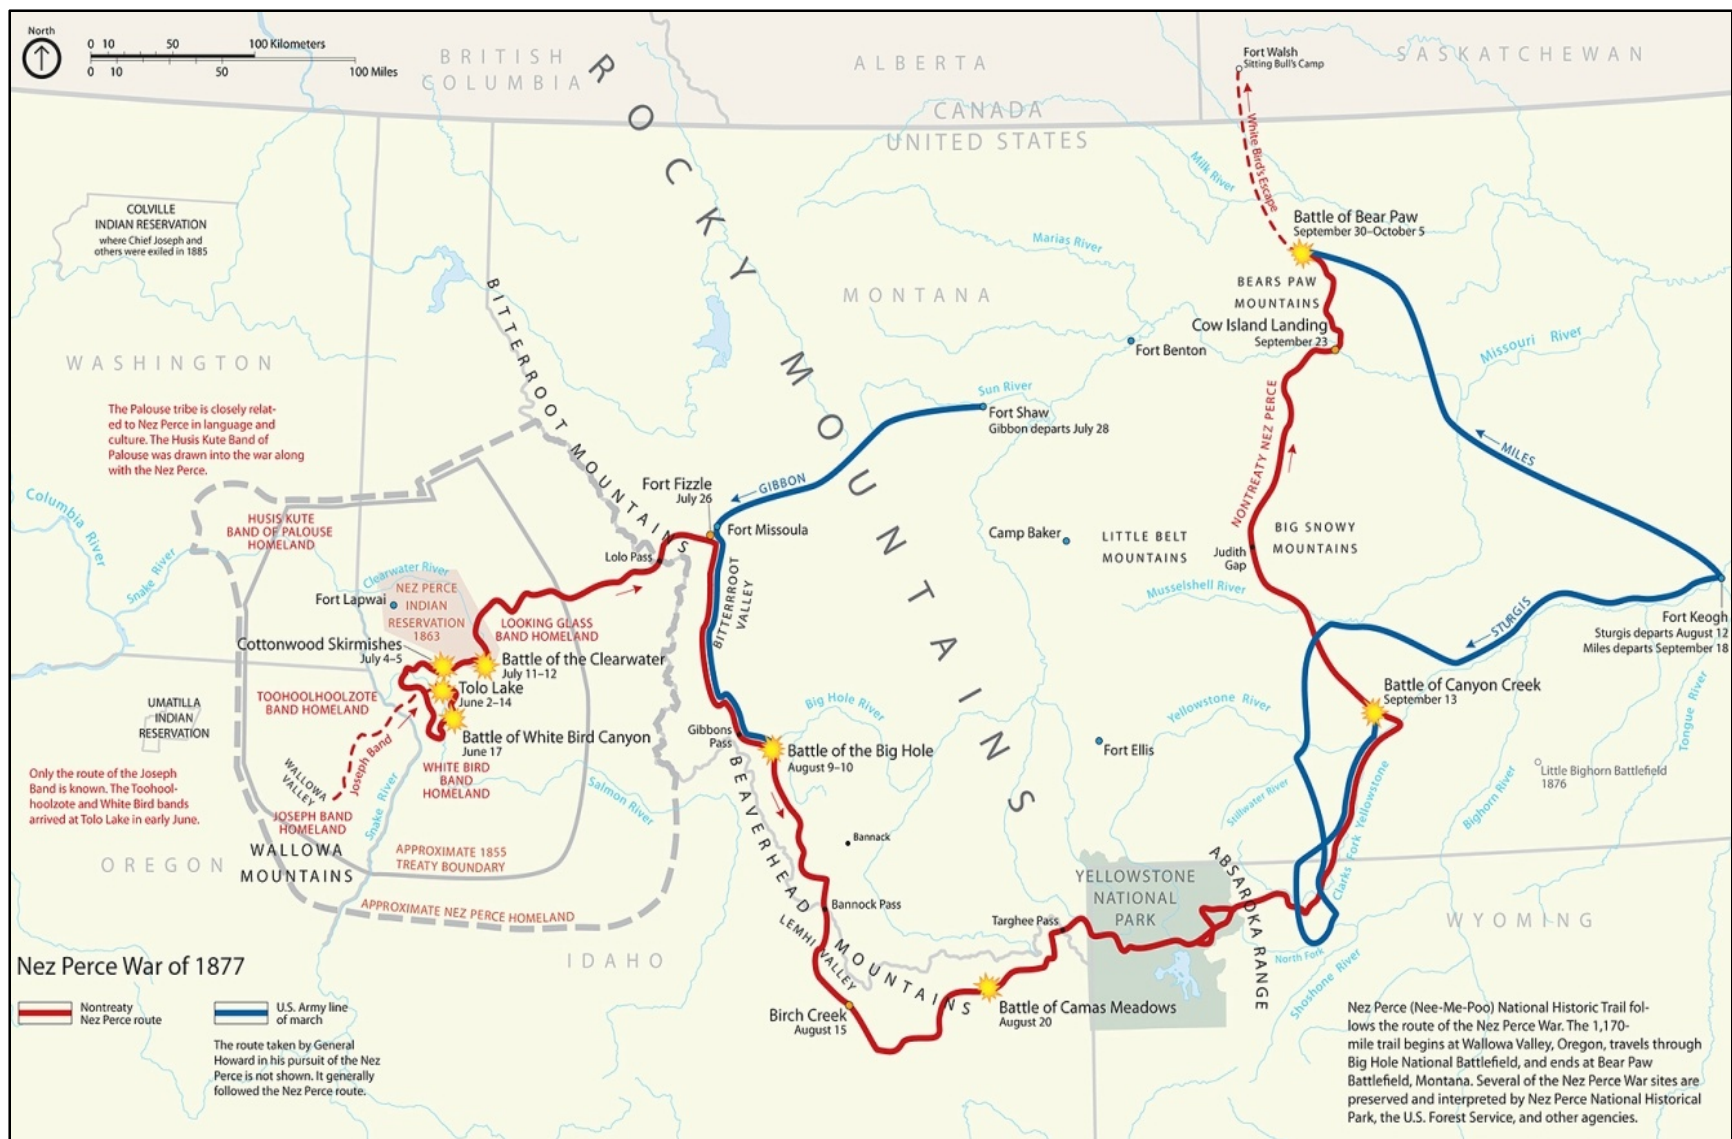 North
0 10 50 100 Kilometers
0 10 50 100 Miles
BRITISH
COLUMBIA
ALBERTA
SASKATCHEWAN
CANADA
UNITED STATES
ROCKY MOUNTAINS
Fort Walsh
Sitting Bull's Camp
White Bird's Escape
Milk River
Battle of Bear Paw
September 30–October 5
Marias River
BEARS PAW
MOUNTAINS
COLVILLE
INDIAN RESERVATION
where Chief Joseph and
others were exiled in 1885
MONTANA
Cow Island Landing
September 23
Fort Benton
Missouri River
WASHINGTON
BITTERROOT MOUNTAINS
Sun River
Fort Shaw
Gibbon departs July 28
The Palouse tribe is closely relat-
ed to Nez Perce in language and
culture. The Husis Kute Band of
Palouse was drawn into the war along
with the Nez Perce.
NONTREATY NEZ PERCE
MILES
Fort Fizzle
July 26
GIBBON
Fort Missoula
Columbia River
Snake River
HUSIS KUTE
BAND OF PALOUSE
HOMELAND
Lolo Pass
Camp Baker
LITTLE BELT
MOUNTAINS
Judith
Gap
BIG SNOWY
MOUNTAINS
Clearwater River
Fort Lapwai
NEZ PERCE
INDIAN
RESERVATION
1863
LOOKING GLASS
BAND HOMELAND
BITTERRROOT
VALLEY
Musselshell River
STURGIS
Fort Keogh
Sturgis departs August 12
Miles departs September 18
Cottonwood Skirmishes
July 4–5
Battle of the Clearwater
July 11–12
Tolo Lake
June 2–14
TOOHOOLHOOLZOTE
BAND HOMELAND
UMATILLA
INDIAN
RESERVATION
Battle of White Bird Canyon
June 17
WHITE BIRD
BAND
HOMELAND
Joseph Band
WALLOWA
VALLEY
Snake River
Salmon River
Gibbons
Pass
Big Hole River
Battle of the Big Hole
August 9–10
Fort Ellis
Yellowstone River
Battle of Canyon Creek
September 13
Tongue River
Little Bighorn Battlefield
1876
Bighorn River
Stillwater River
Clarks Fork Yellowstone
Only the route of the Joseph
Band is known. The Toohool-
hoolzote and White Bird bands
arrived at Tolo Lake in early June.
JOSEPH BAND
HOMELAND
WALLOWA
MOUNTAINS
OREGON
APPROXIMATE 1855
TREATY BOUNDARY
APPROXIMATE NEZ PERCE HOMELAND
IDAHO
BEAVERHEAD MOUNTAINS
Bannack
Bannock Pass
LEMHI VALLEY
Targhee Pass
YELLOWSTONE
NATIONAL
PARK
ABSAROKA RANGE
WYOMING
North Fork
Shoshone River
Birch Creek
August 15
Battle of Camas Meadows
August 20
Nez Perce War of 1877
Nontreaty
Nez Perce route
U.S. Army line
of march
The route taken by General
Howard in his pursuit of the Nez
Perce is not shown. It generally
followed the Nez Perce route.
Nez Perce (Nee-Me-Poo) National Historic Trail fol-
lows the route of the Nez Perce War. The 1,170-
mile trail begins at Wallowa Valley, Oregon, travels through
Big Hole National Battlefield, and ends at Bear Paw
Battlefield, Montana. Several of the Nez Perce War sites are
preserved and interpreted by Nez Perce National Historical
Park, the U.S. Forest Service, and other agencies.